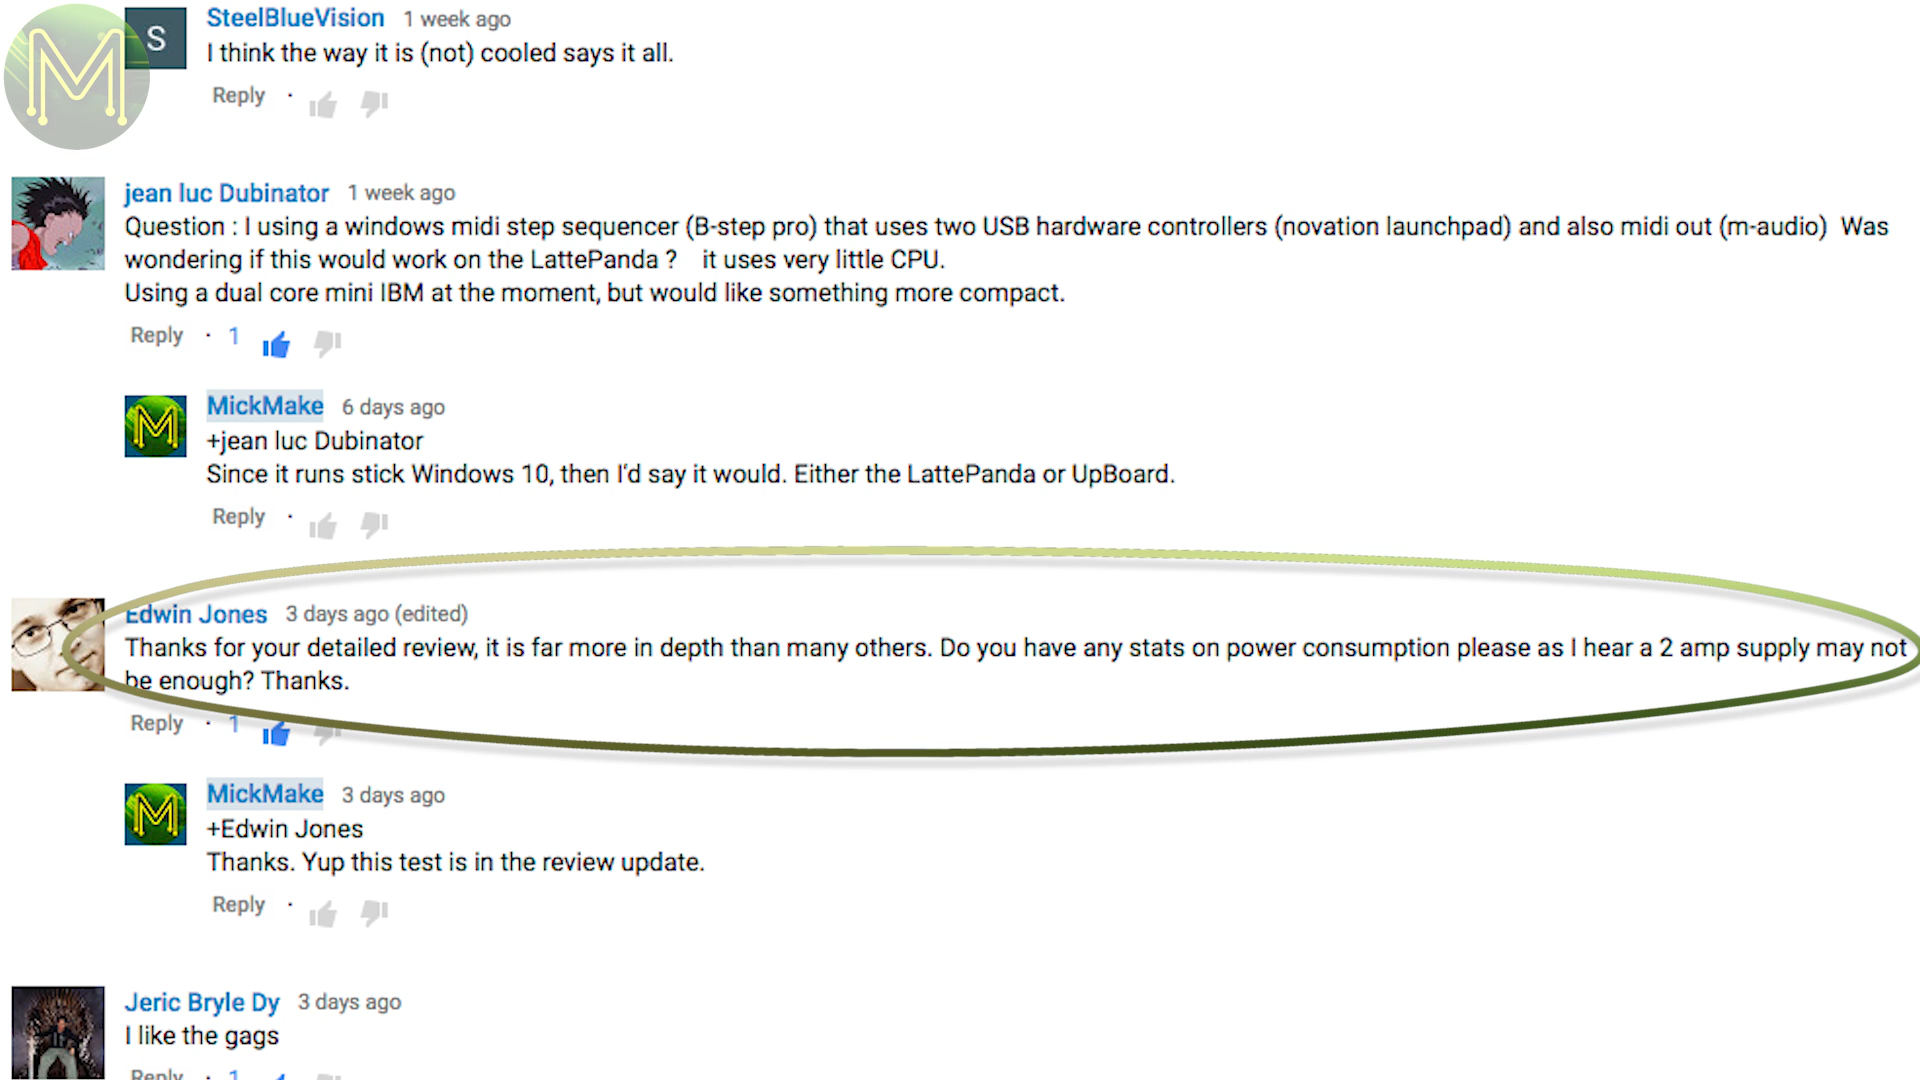 M
S
SteelBlueVision 1 week ago
I think the way it is (not) cooled says it all.
Reply ·
jean luc Dubinator 1 week ago
Question : I using a windows midi step sequencer (B-step pro) that uses two USB hardware controllers (novation launchpad) and also midi out (m-audio) Was
wondering if this would work on the LattePanda ? it uses very little CPU.
Using a dual core mini IBM at the moment, but would like something more compact.
Reply · 1
M
MickMake 6 days ago
+jean luc Dubinator
Since it runs stick Windows 10, then I'd say it would. Either the LattePanda or UpBoard.
Reply ·
Edwin Jones 3 days ago (edited)
Thanks for your detailed review, it is far more in depth than many others. Do you have any stats on power consumption please as I hear a 2 amp supply may not
be enough? Thanks.
Reply · 1
M
MickMake 3 days ago
+Edwin Jones
Thanks. Yup this test is in the review update.
Reply ·
Jeric Bryle Dy 3 days ago
I like the gags
Reply · 1